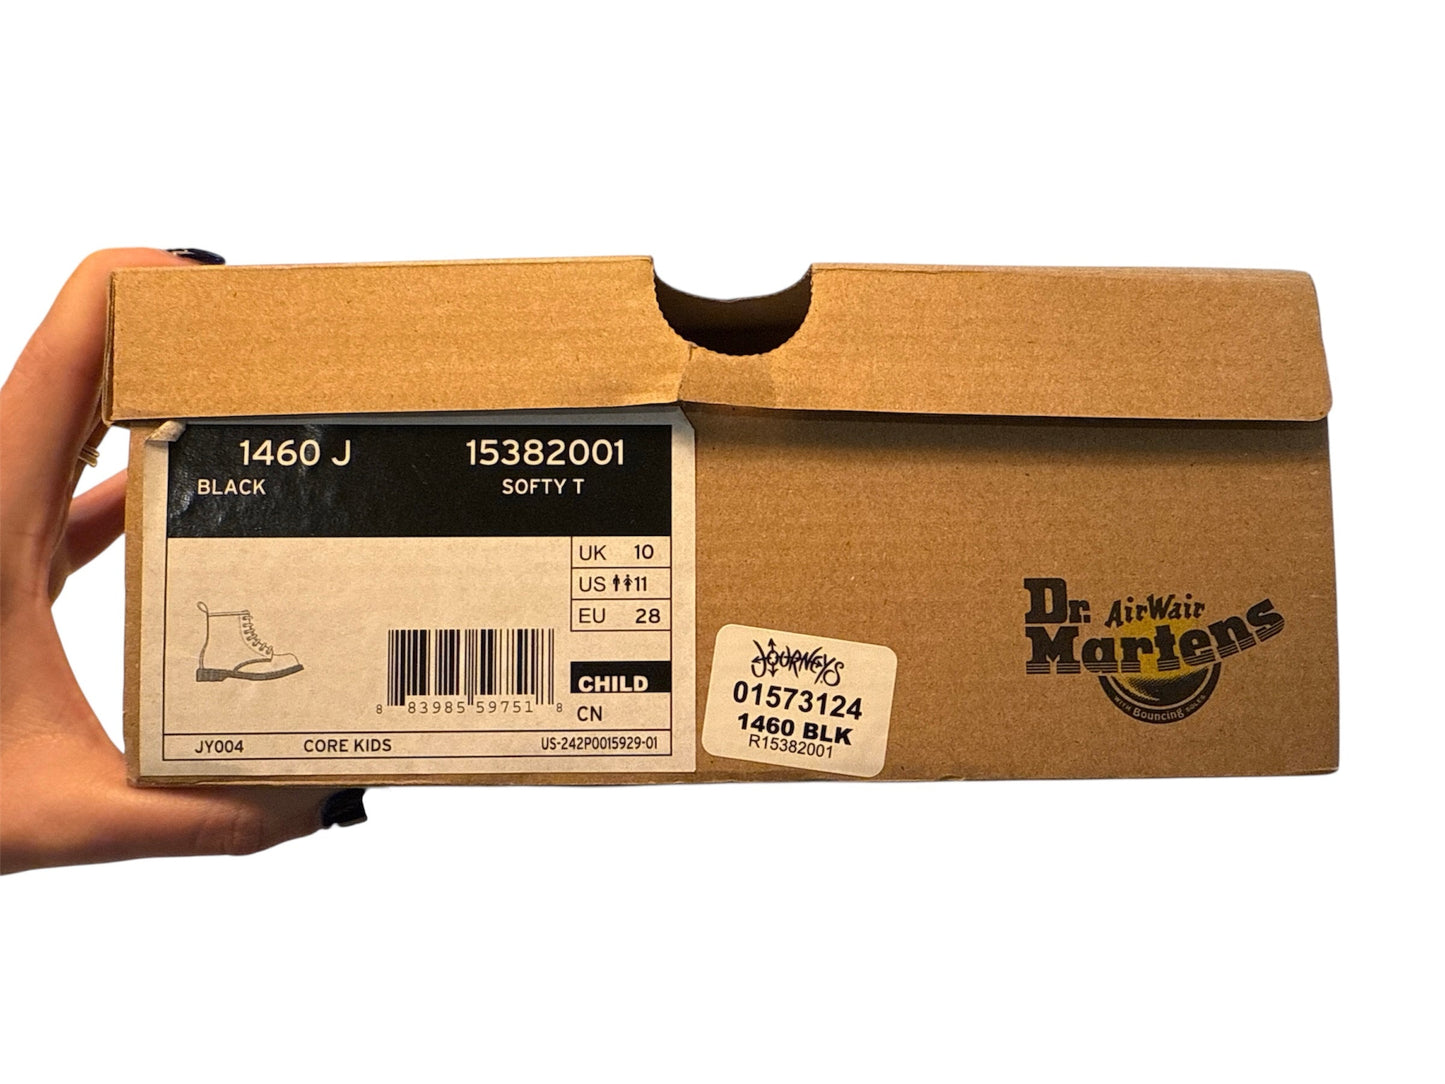 1460 J 15382001
BLACK SOFTY T
UK 10
US 11
EU 28
CHILD
CN
8 83985 59751 8
JY004 CORE KIDS US-242P0015929-01
JOURNEYS
01573124
1460 BLK
R15382001
Dr. AirWair
Martens
WITH Bouncing SOLES